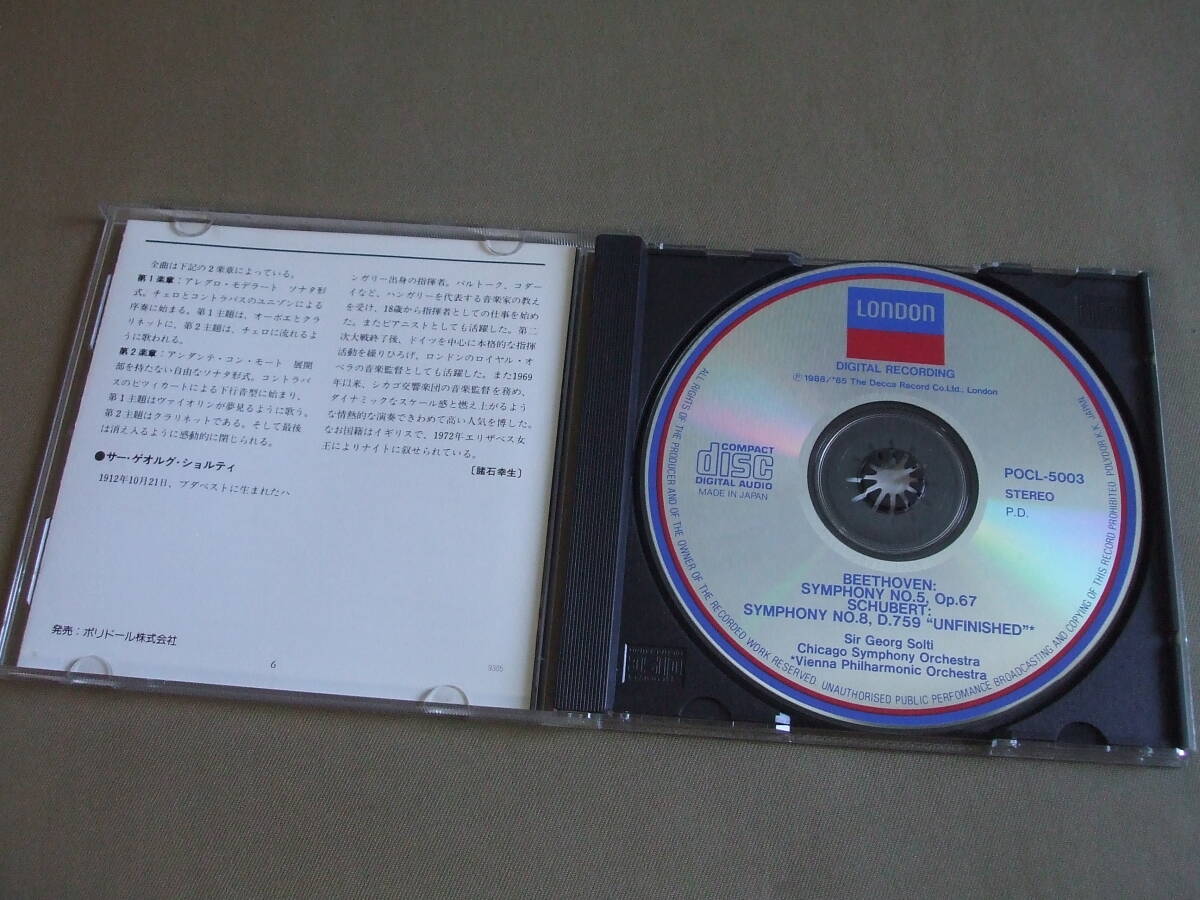 全曲は下記の2楽章によっている。
第1楽章：アレグロ・モデラート　ソナタ形
式。チェロとコントラバスのユニゾンによる
序奏に始まる。第1主題は、オーボエとクラ
リネットに、第2主題は、チェロに流れるよ
うに歌われる。
第2楽章：アンダンテ・コン・モート　展開
部を持たない自由なソナタ形式。コントラバ
スのピツィカートによる下行音型に始まり、
第1主題はヴァイオリンが夢見るように歌う。
第2主題はクラリネットである。そして最後
は消え入るように感動的に閉じられる。
●サー・ゲオルグ・ショルティ
1912年10月21日、ブダペストに生まれたハ
ンガリー出身の指揮者。バルトーク、コダー
イなど、ハンガリーを代表する音楽家の教え
を受け、18歳から指揮者としての仕事を始め
た。またピアニストとしても活躍した。第二
次大戦終了後、ドイツを中心に本格的な指揮
活動を繰りひろげ、ロンドンのロイヤル・オ
ペラの音楽監督としても活躍した。また1969
年以来、シカゴ交響楽団の音楽監督を務め、
ダイナミックなスケール感と燃え上がるよう
な情熱的な演奏できわめて高い人気を博した。
なお国籍はイギリスで、1972年エリザベス女
王によりナイトに叙せられている。
〔諸石幸生〕
発売：ポリドール株式会社
6
9305
LONDON
DIGITAL RECORDING
Ⓟ1988/*85 The Decca Record Co.Ltd., London
COMPACT
disc
DIGITAL AUDIO
MADE IN JAPAN
POCL-5003
STEREO
P.D.
BEETHOVEN:
SYMPHONY NO.5, Op.67
SCHUBERT:
SYMPHONY NO.8, D.759 “UNFINISHED”*
Sir Georg Solti
Chicago Symphony Orchestra
*Vienna Philharmonic Orchestra
ALL RIGHTS OF THE PRODUCER AND OF THE OWNER OF THE RECORDED WORK RESERVED. UNAUTHORISED PUBLIC PERFOMANCE BROADCASTING AND COPYING OF THIS RECORD PROHIBITED. POLYDOR K.K. JAPAN.